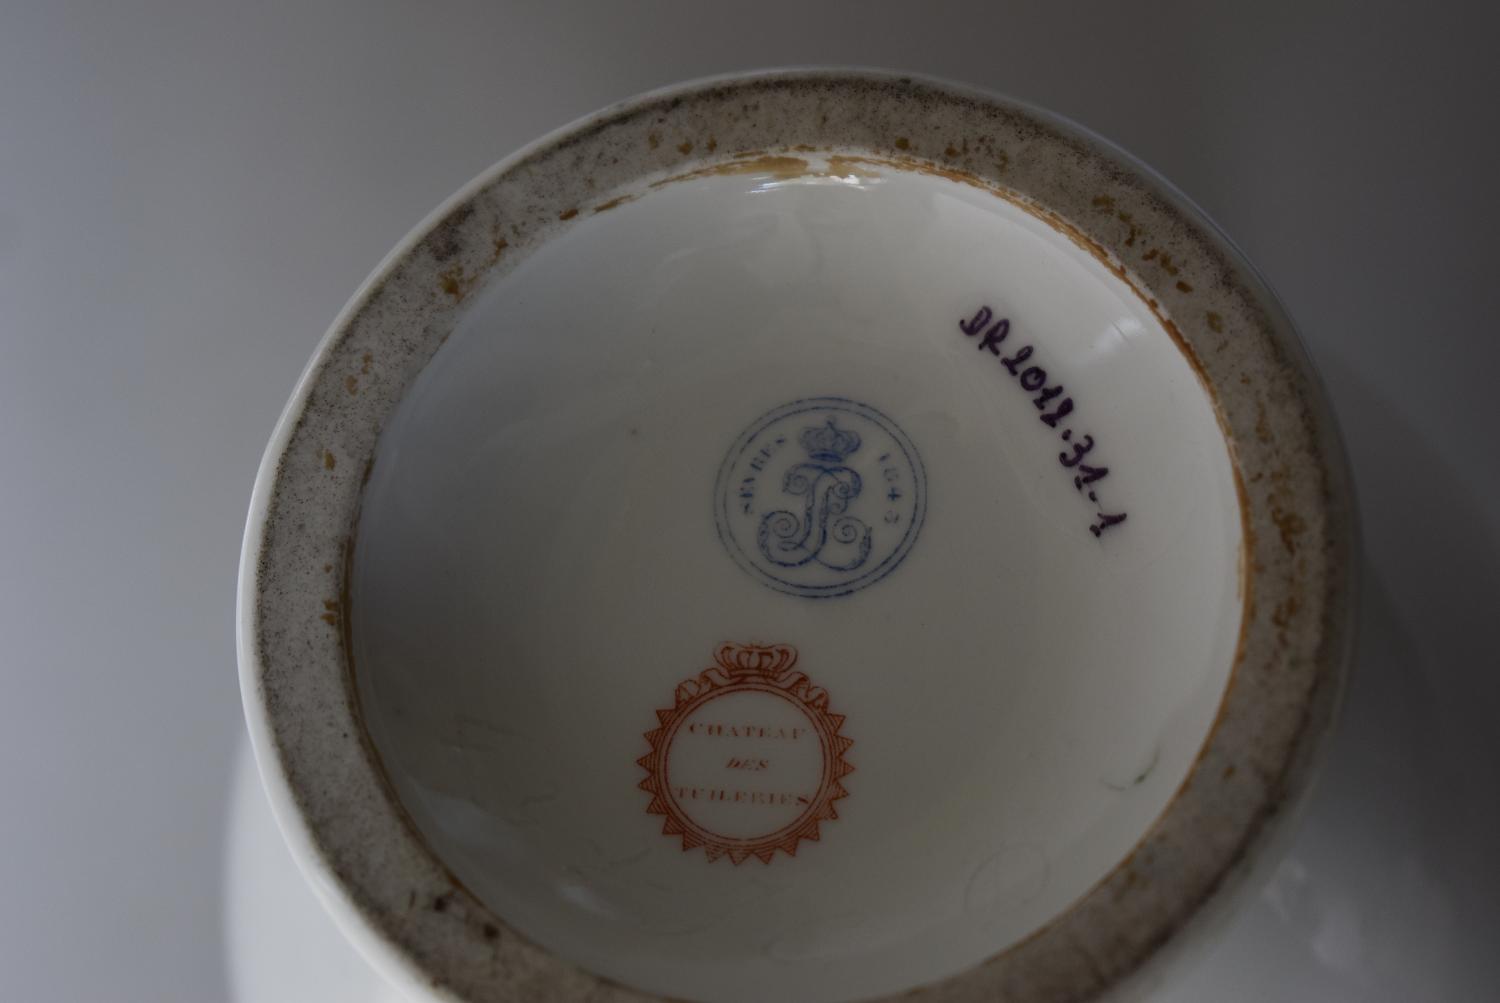 DR2012.31-1
SEVRES 1843
CHATEAU
DES
TUILERIES